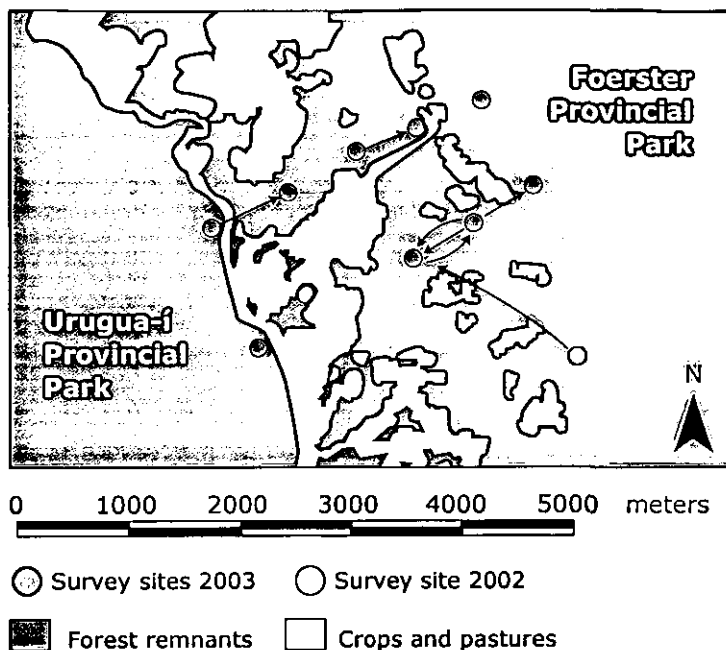 Foerster
Provincial
Park
Urugua-í
Provincial
Park
N
0 1000 2000 3000 4000 5000 meters
Survey sites 2003 Survey site 2002
Forest remnants Crops and pastures